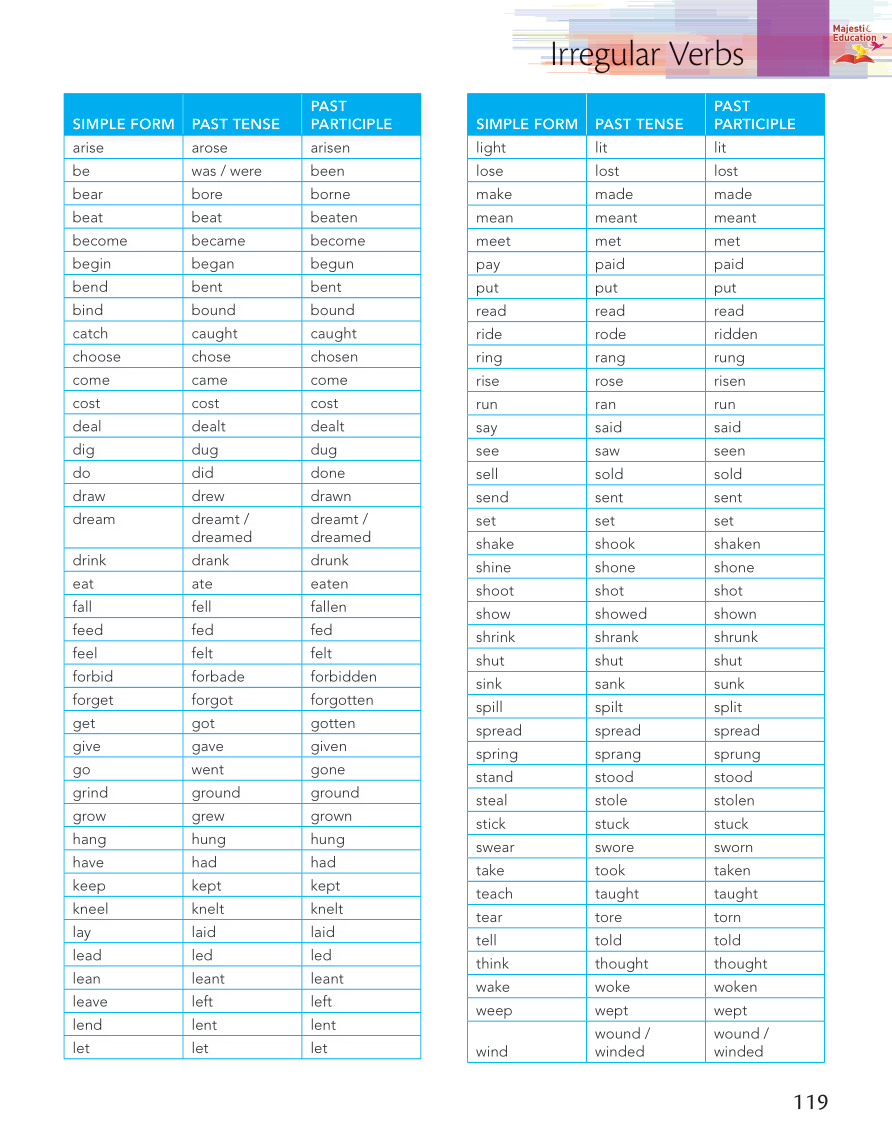 Majesti
Education
Irregular Verbs
SIMPLE FORM PAST TENSE PAST PARTICIPLE
arise arose arisen
be was / were been
bear bore borne
beat beat beaten
become became become
begin began begun
bend bent bent
bind bound bound
catch caught caught
choose chose chosen
come came come
cost cost cost
deal dealt dealt
dig dug dug
do did done
draw drew drawn
dream dreamt / dreamt /
dreamed dreamed
drink drank drunk
eat ate eaten
fall fell fallen
feed fed fed
feel felt felt
forbid forbade forbidden
forget forgot forgotten
get got gotten
give gave given
go went gone
grind ground ground
grow grew grown
hang hung hung
have had had
keep kept kept
kneel knelt knelt
lay laid laid
lead led led
lean leant leant
leave left left
lend lent lent
let let let
SIMPLE FORM PAST TENSE PAST PARTICIPLE
light lit lit
lose lost lost
make made made
mean meant meant
meet met met
pay paid paid
put put put
read read read
ride rode ridden
ring rang rung
rise rose risen
run ran run
say said said
see saw seen
sell sold sold
send sent sent
set set set
shake shook shaken
shine shone shone
shoot shot shot
show showed shown
shrink shrank shrunk
shut shut shut
sink sank sunk
spill spilt split
spread spread spread
spring sprang sprung
stand stood stood
steal stole stolen
stick stuck stuck
swear swore sworn
take took taken
teach taught taught
tear tore torn
tell told told
think thought thought
wake woke woken
weep wept wept
wound / wound /
wind winded winded
119